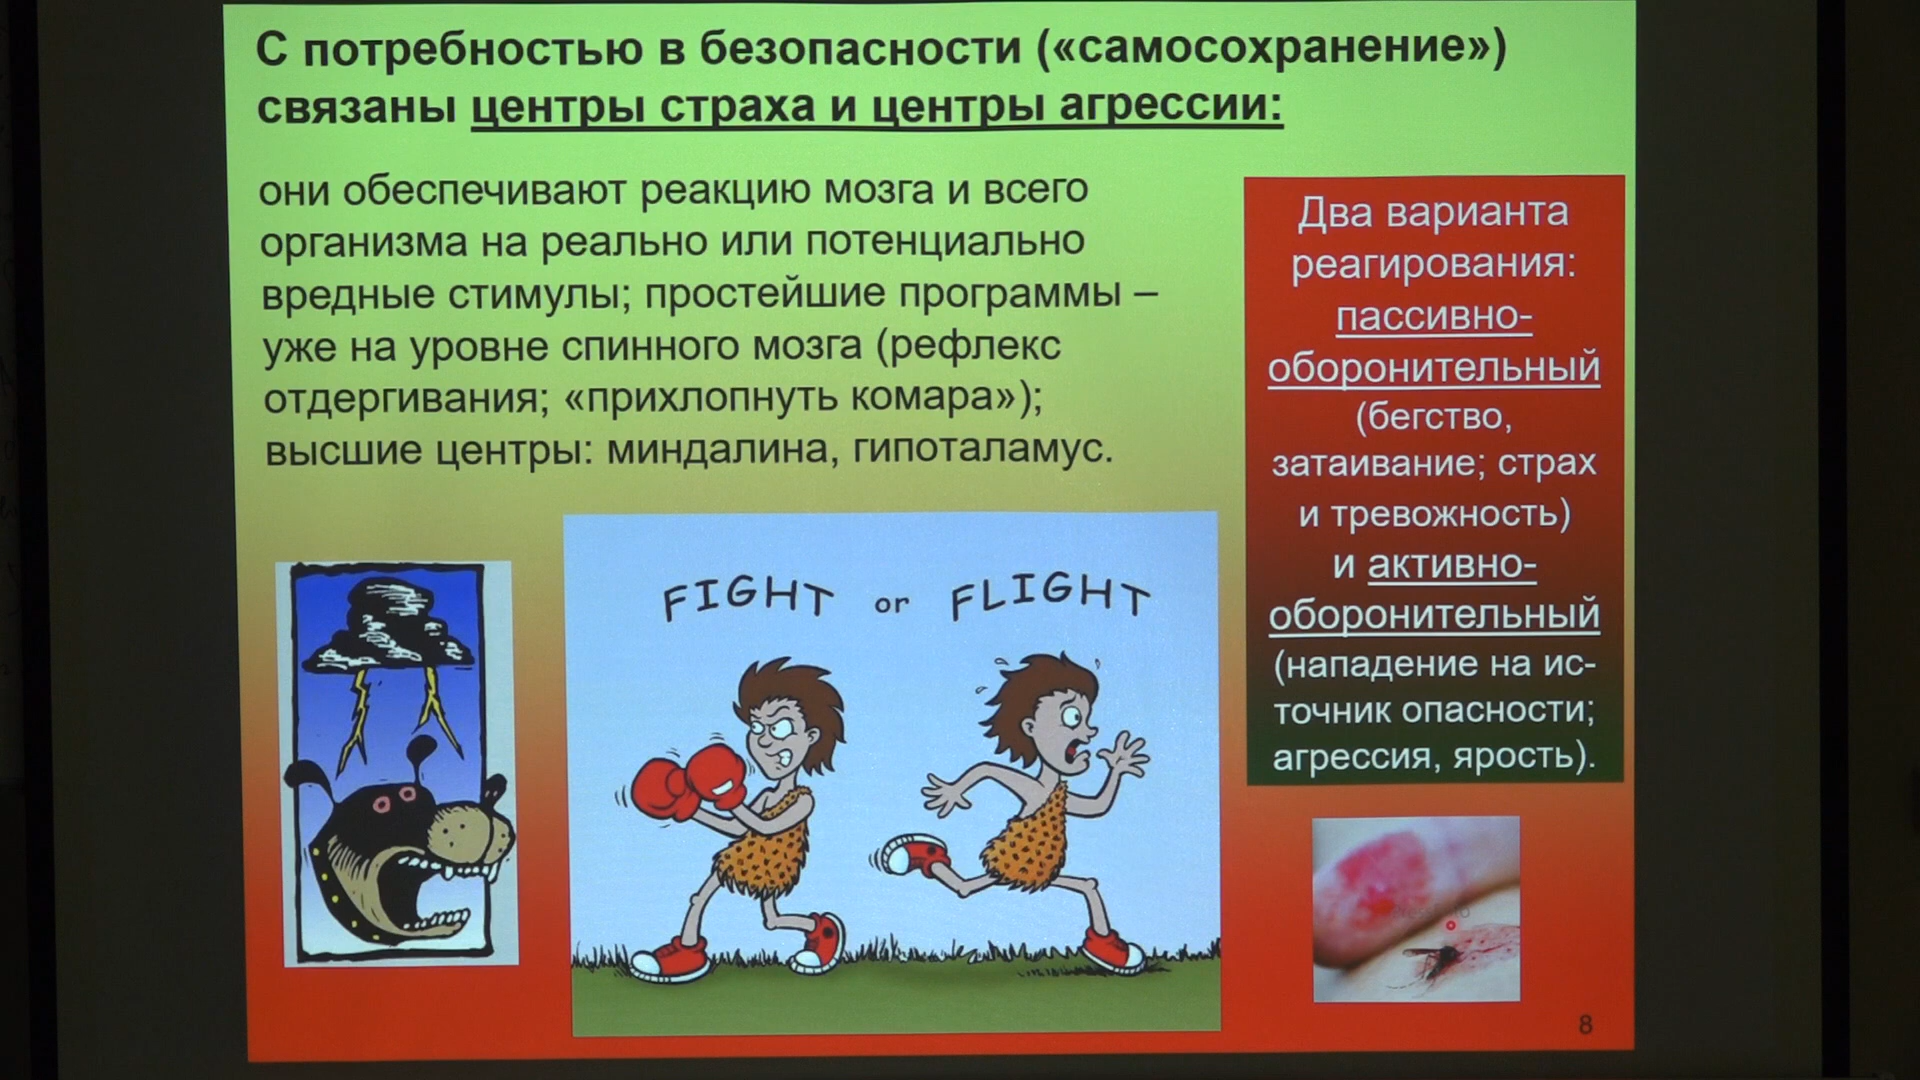 С потребностью в безопасности («самосохранение»)
связаны центры страха и центры агрессии:
они обеспечивают реакцию мозга и всего
организма на реально или потенциально
вредные стимулы; простейшие программы –
уже на уровне спинного мозга (рефлекс
отдергивания; «прихлопнуть комара»);
высшие центры: миндалина, гипоталамус.
Два варианта
реагирования:
пассивно-
оборонительный
(бегство,
затаивание; страх
и тревожность)
и активно-
оборонительный
(нападение на ис-
точник опасности;
агрессия, ярость).
FIGHT or FLIGHT
8